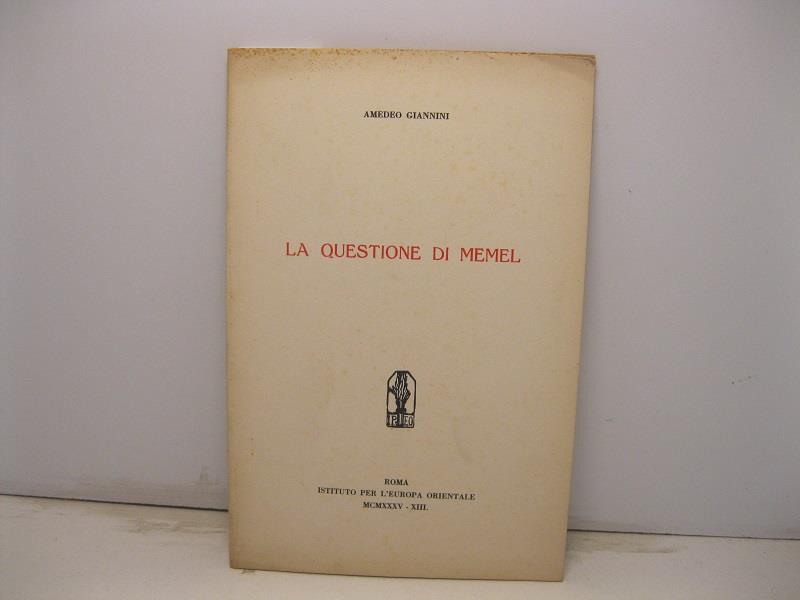 AMEDEO GIANNINI
LA QUESTIONE DI MEMEL
ROMA
ISTITUTO PER L'EUROPA ORIENTALE
MCMXXXV - XIII.